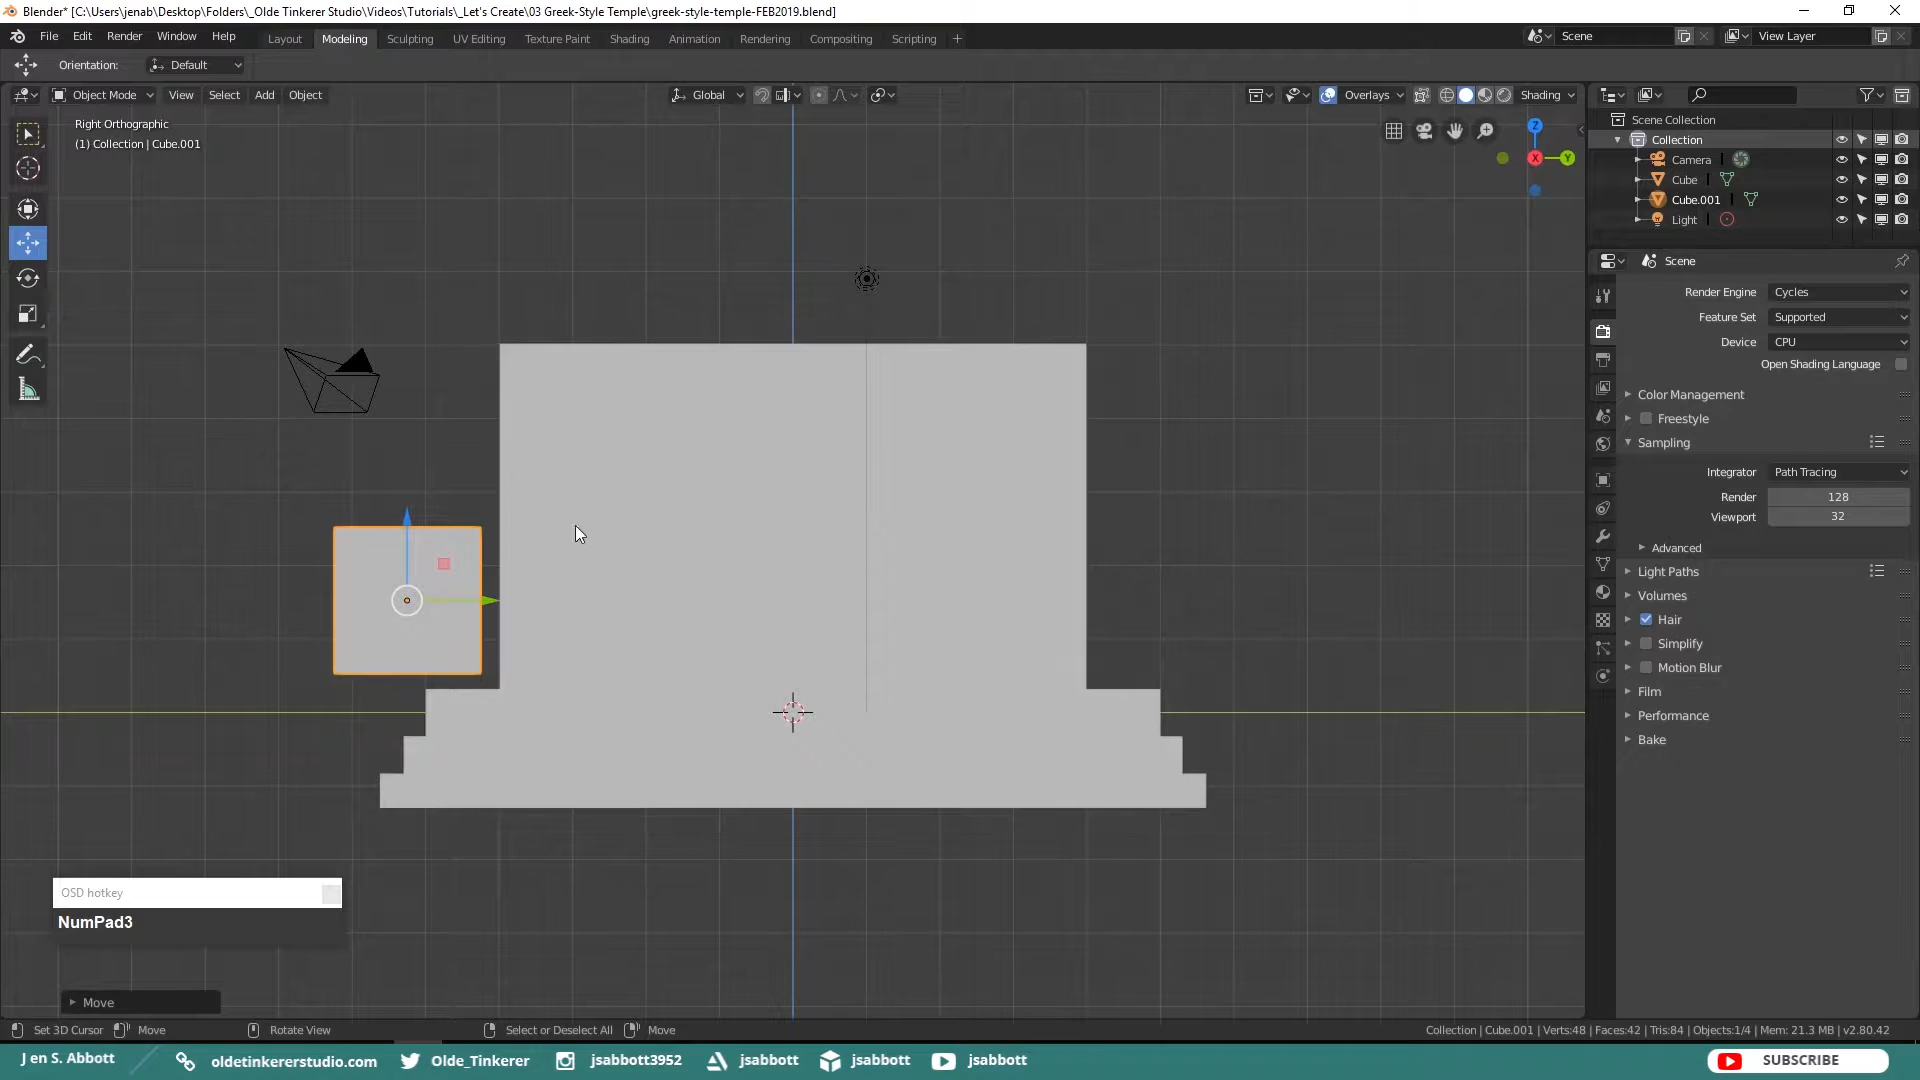 Blender* [C:\Users\jenab\Desktop\Folders\_Olde Tinkerer Studio\Videos\Tutorials\_Let's Create\03 Greek-Style Temple\greek-style-temple-FEB2019.blend]
File Edit Render Window Help
Layout Modeling Sculpting UV Editing Texture Paint Shading Animation Rendering Compositing Scripting +
Scene
View Layer
Orientation: Default
Object Mode View Select Add Object
Global
Overlays
Shading
Right Orthographic
(1) Collection | Cube.001
Z
X
Y
Scene Collection
Collection
Camera
Cube
Cube.001
Light
Scene
Render Engine Cycles
Feature Set Supported
Device CPU
Open Shading Language
Color Management
Freestyle
Sampling
Integrator Path Tracing
Render 128
Viewport 32
Advanced
Light Paths
Volumes
Hair
Simplify
Motion Blur
Film
Performance
Bake
OSD hotkey
NumPad3
Move
Set 3D Cursor Move Rotate View Select or Deselect All Move
Collection | Cube.001 | Verts:48 | Faces:42 | Tris:84 | Objects:1/4 | Mem: 21.3 MB | v2.80.42
J en S. Abbott
oldetinkererstudio.com
Olde_Tinkerer
jsabbott3952
jsabbott
jsabbott
jsabbott
SUBSCRIBE